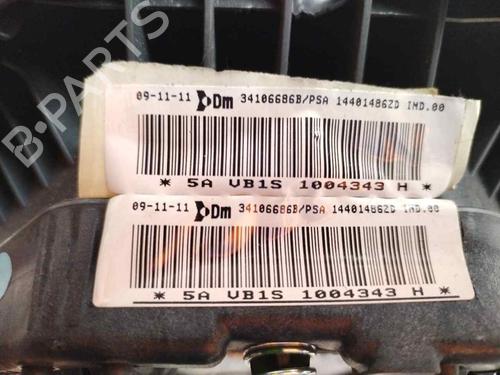 B-PARTS
09-11-11 Dm 34106686B/PSA 14401486ZD IND.00
* 5A VB1S 1004343 H *
09-11-11 Dm 34106686B/PSA 14401486ZD IND.00
* 5A VB1S 1004343 H *